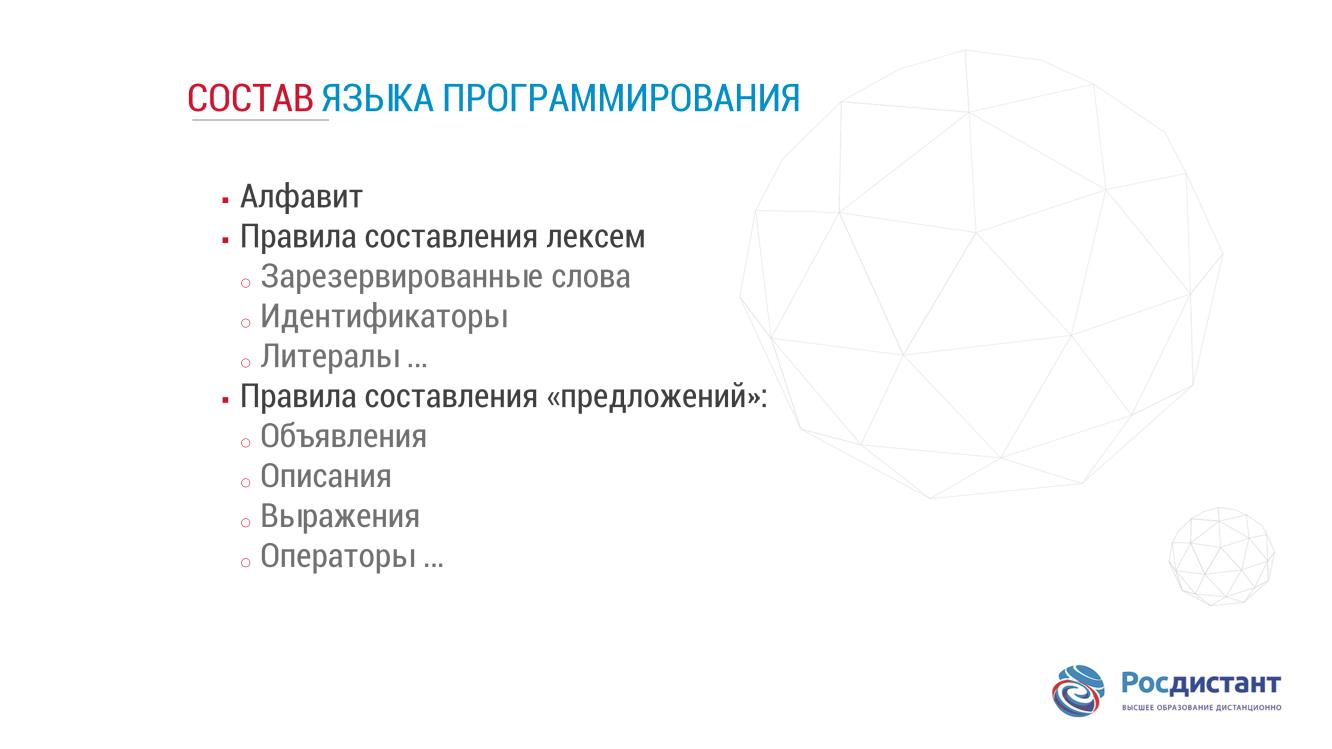 СОСТАВ ЯЗЫКА ПРОГРАММИРОВАНИЯ
Алфавит
Правила составления лексем
Зарезервированные слова
Идентификаторы
Литералы ...
Правила составления «предложений»:
Объявления
Описания
Выражения
Операторы ...
Росдистант
ВЫСШЕЕ ОБРАЗОВАНИЕ ДИСТАНЦИОННО